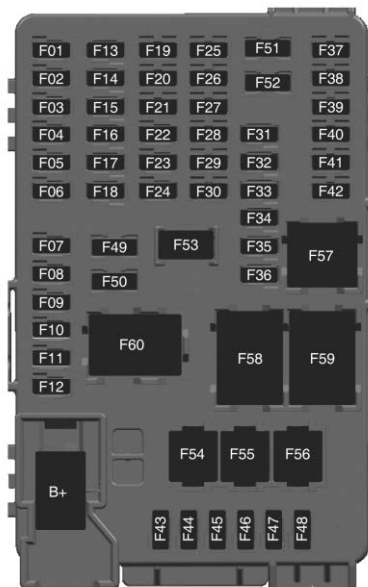 F01 F13 F19 F25 F51 F37
F02 F14 F20 F26 F52 F38
F03 F15 F21 F27 F39
F04 F16 F22 F28 F31 F40
F05 F17 F23 F29 F32 F41
F06 F18 F24 F30 F33 F42
F34
F07 F49 F53 F35 F57
F08 F50 F36
F09
F10 F60 F58 F59
F11
F12
F54 F55 F56
B+
F43 F44 F45 F46 F47 F48